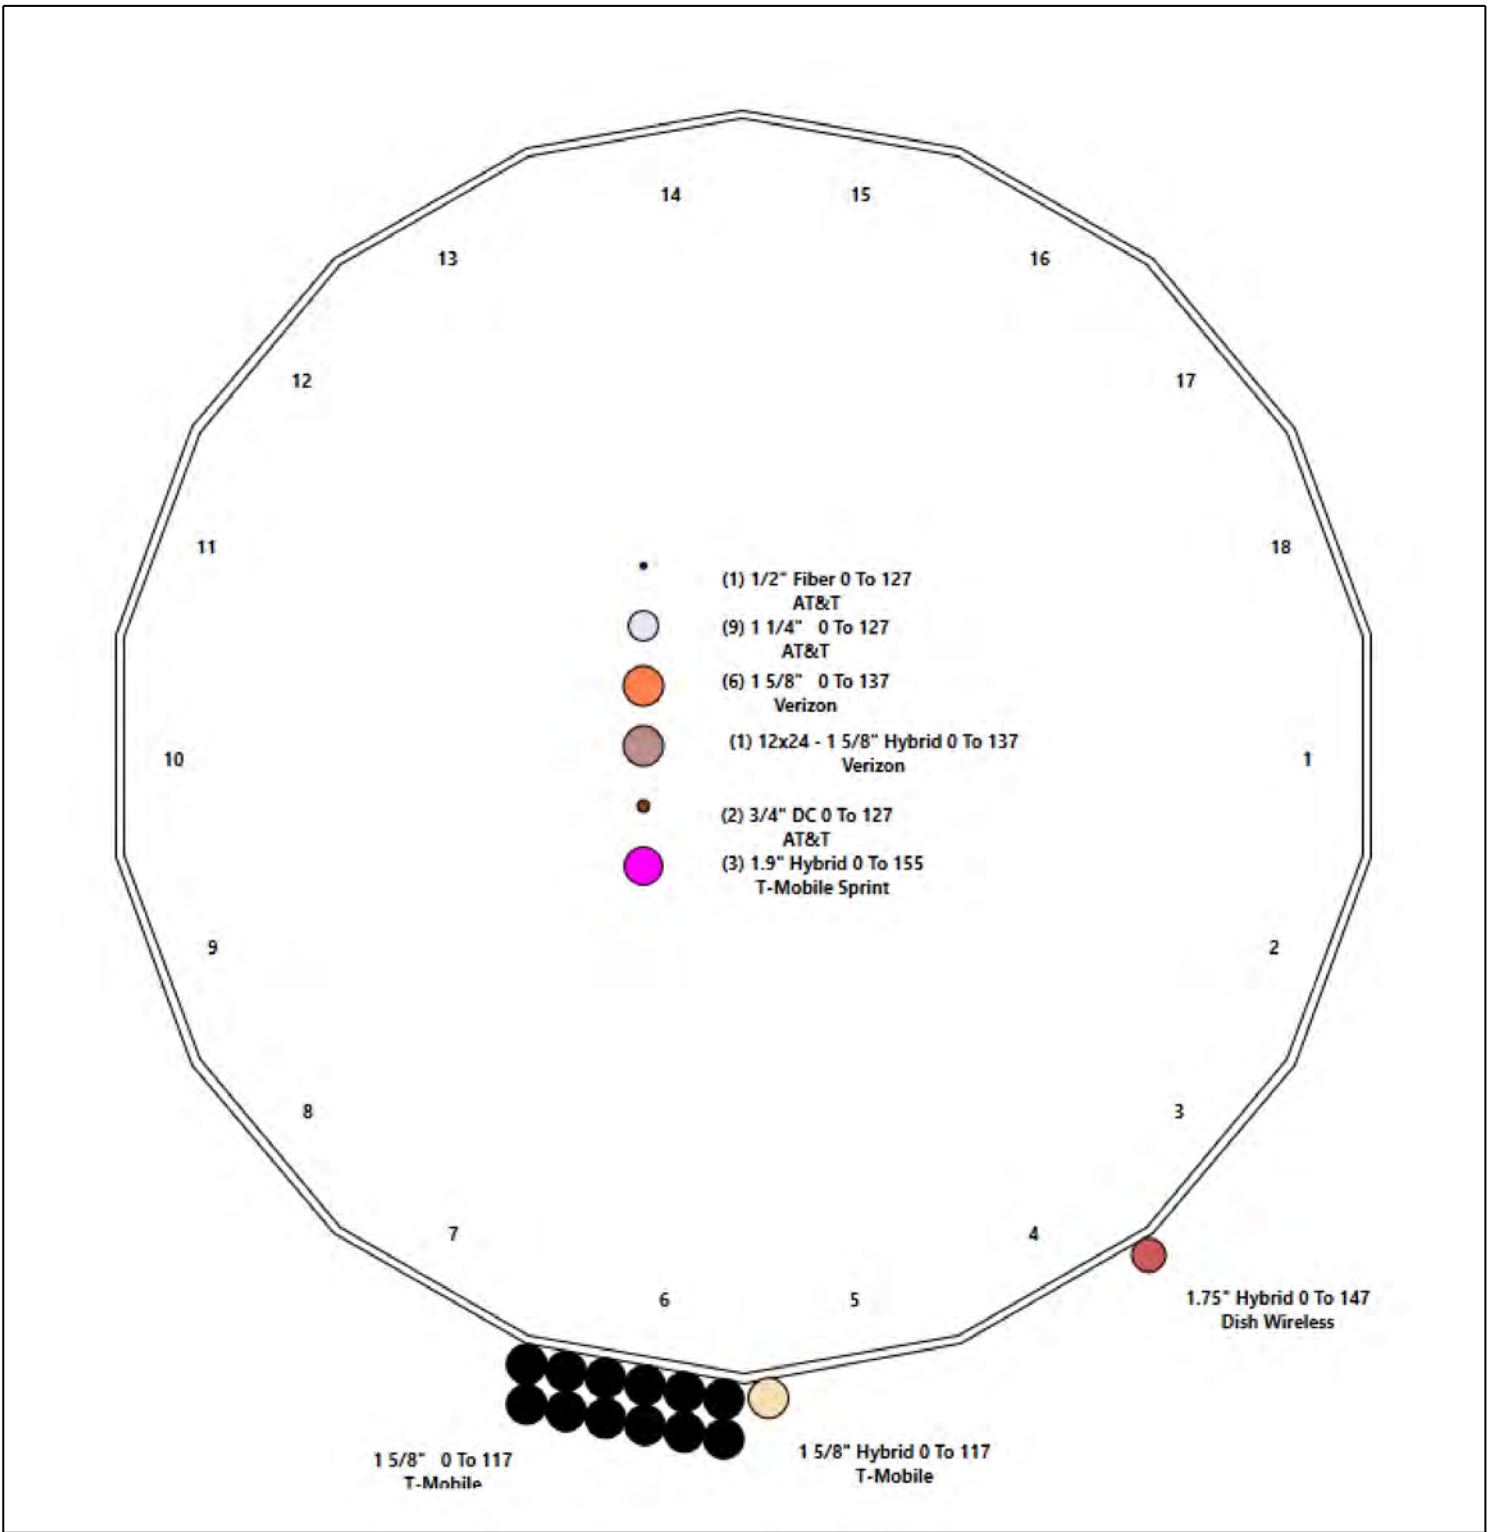 14
15
13
16
12
17
11
18
(1) 1/2" Fiber 0 To 127
AT&T
(9) 1 1/4" 0 To 127
AT&T
(6) 1 5/8" 0 To 137
Verizon
(1) 12x24 - 1 5/8" Hybrid 0 To 137
Verizon
10
1
(2) 3/4" DC 0 To 127
AT&T
(3) 1.9" Hybrid 0 To 155
T-Mobile Sprint
9
2
8
3
7
4
6
5
1.75" Hybrid 0 To 147
Dish Wireless
1 5/8" 0 To 117
T-Mobile
1 5/8" Hybrid 0 To 117
T-Mobile